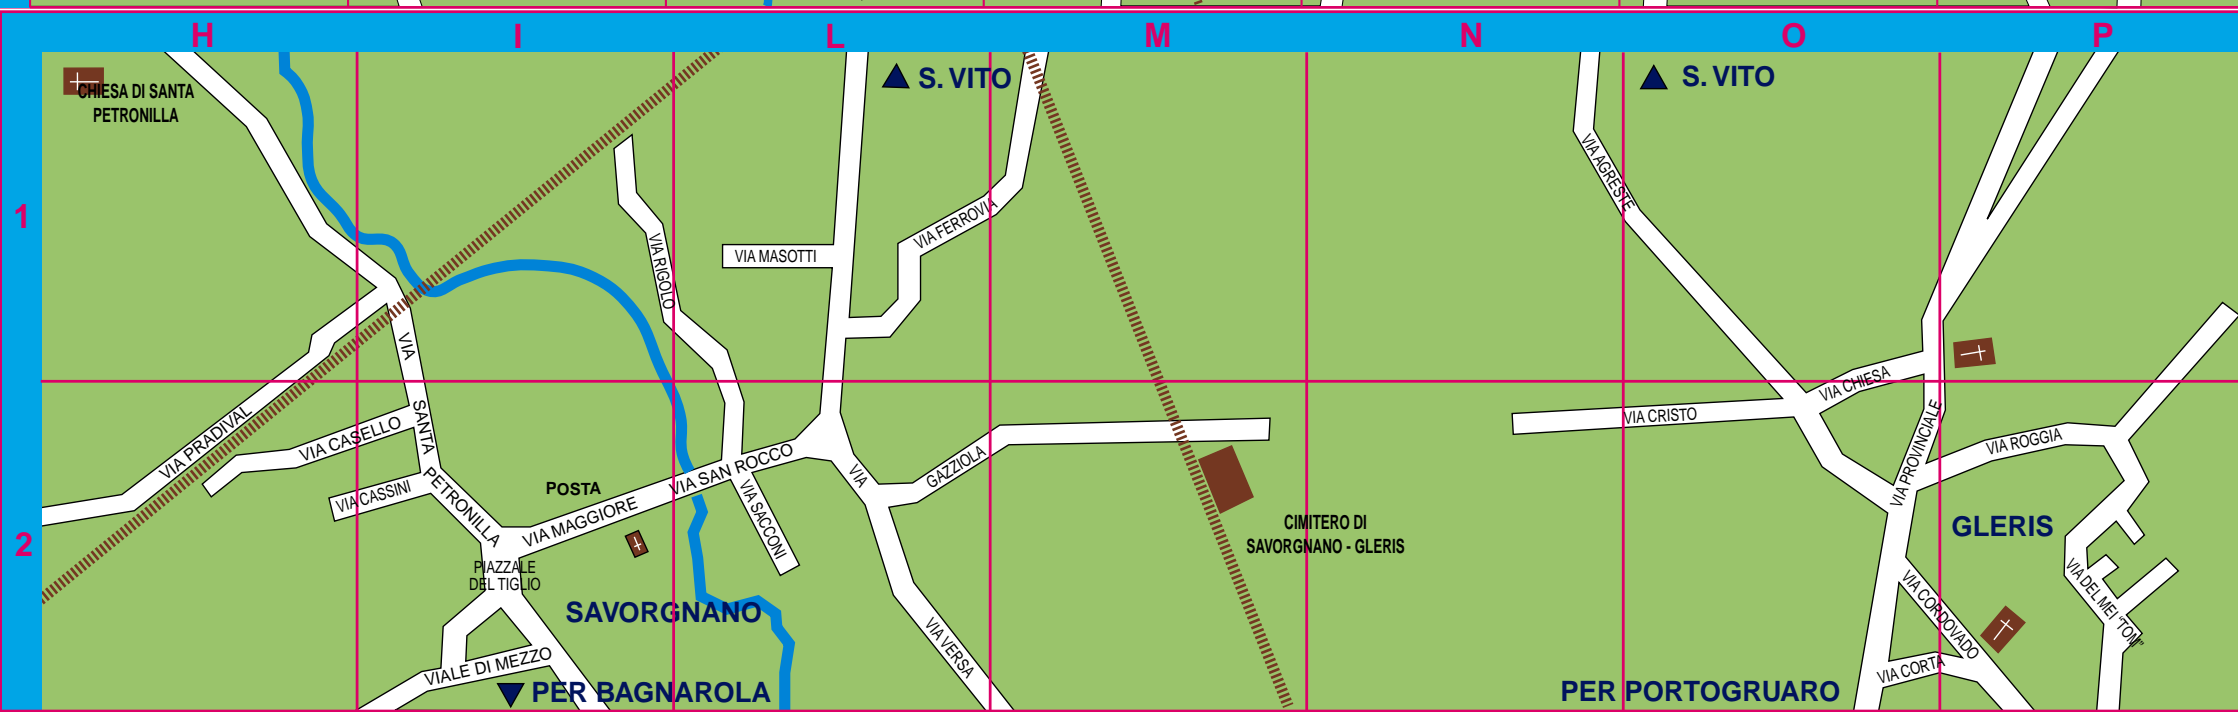 H I L M N O P
1
2
CHIESA DI SANTA
PETRONILLA
S. VITO
S. VITO
VIA AGRESTE
VIA FERROVIA
VIA MASOTTI
VIA RIGOLO
VIA SANTA PETRONILLA
VIA PRADIVAL
VIA CASELLO
VIA CASSINI
POSTA
VIA MAGGIORE
VIA SAN ROCCO
VIA SACCONI
VIA GAZZIOLA
PIAZZALE
DEL TIGLIO
SAVORGNANO
VIALE DI MEZZO
PER BAGNAROLA
VIA VERSA
CIMITERO DI
SAVORGNANO - GLERIS
VIA CRISTO
VIA CHIESA
VIA PROVINCIALE
VIA ROGGIA
GLERIS
VIA DEL MEI "TOM"
VIA CORDOVADO
VIA CORTA
PER PORTOGRUARO